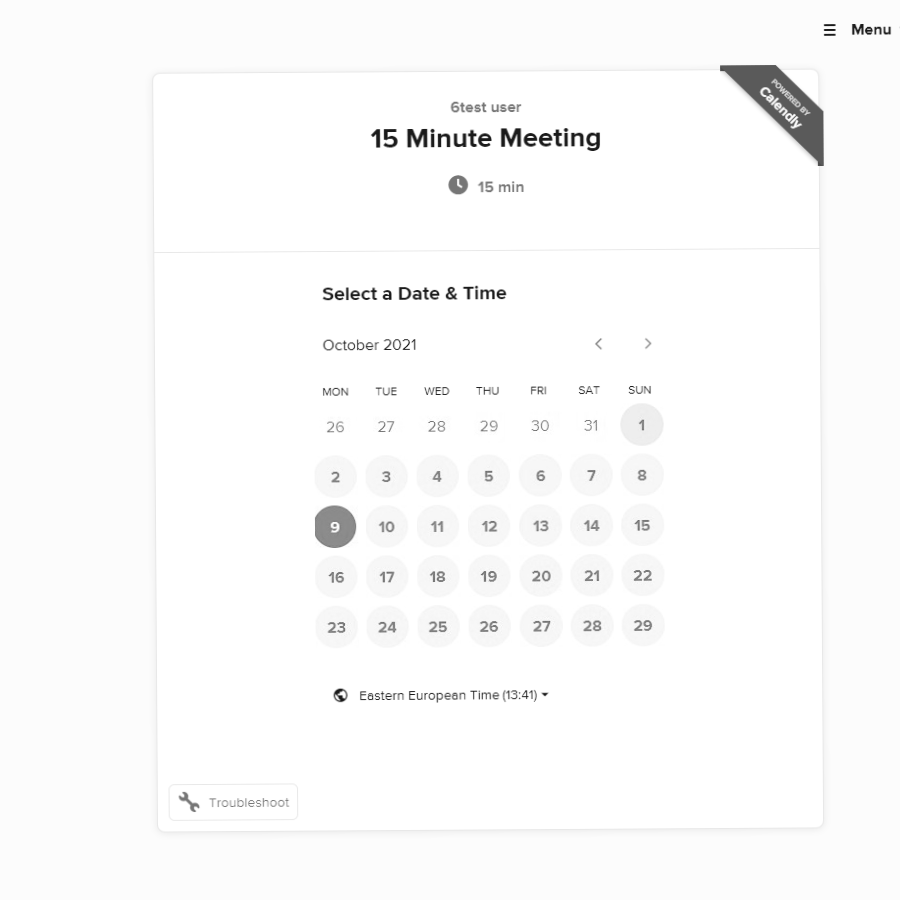 Menu
POWERED BY
Calendly
6test user
15 Minute Meeting
15 min
Select a Date & Time
October 2021
MON TUE WED THU FRI SAT SUN
26 27 28 29 30 31 1
2 3 4 5 6 7 8
9 10 11 12 13 14 15
16 17 18 19 20 21 22
23 24 25 26 27 28 29
Eastern European Time (13:41)
Troubleshoot